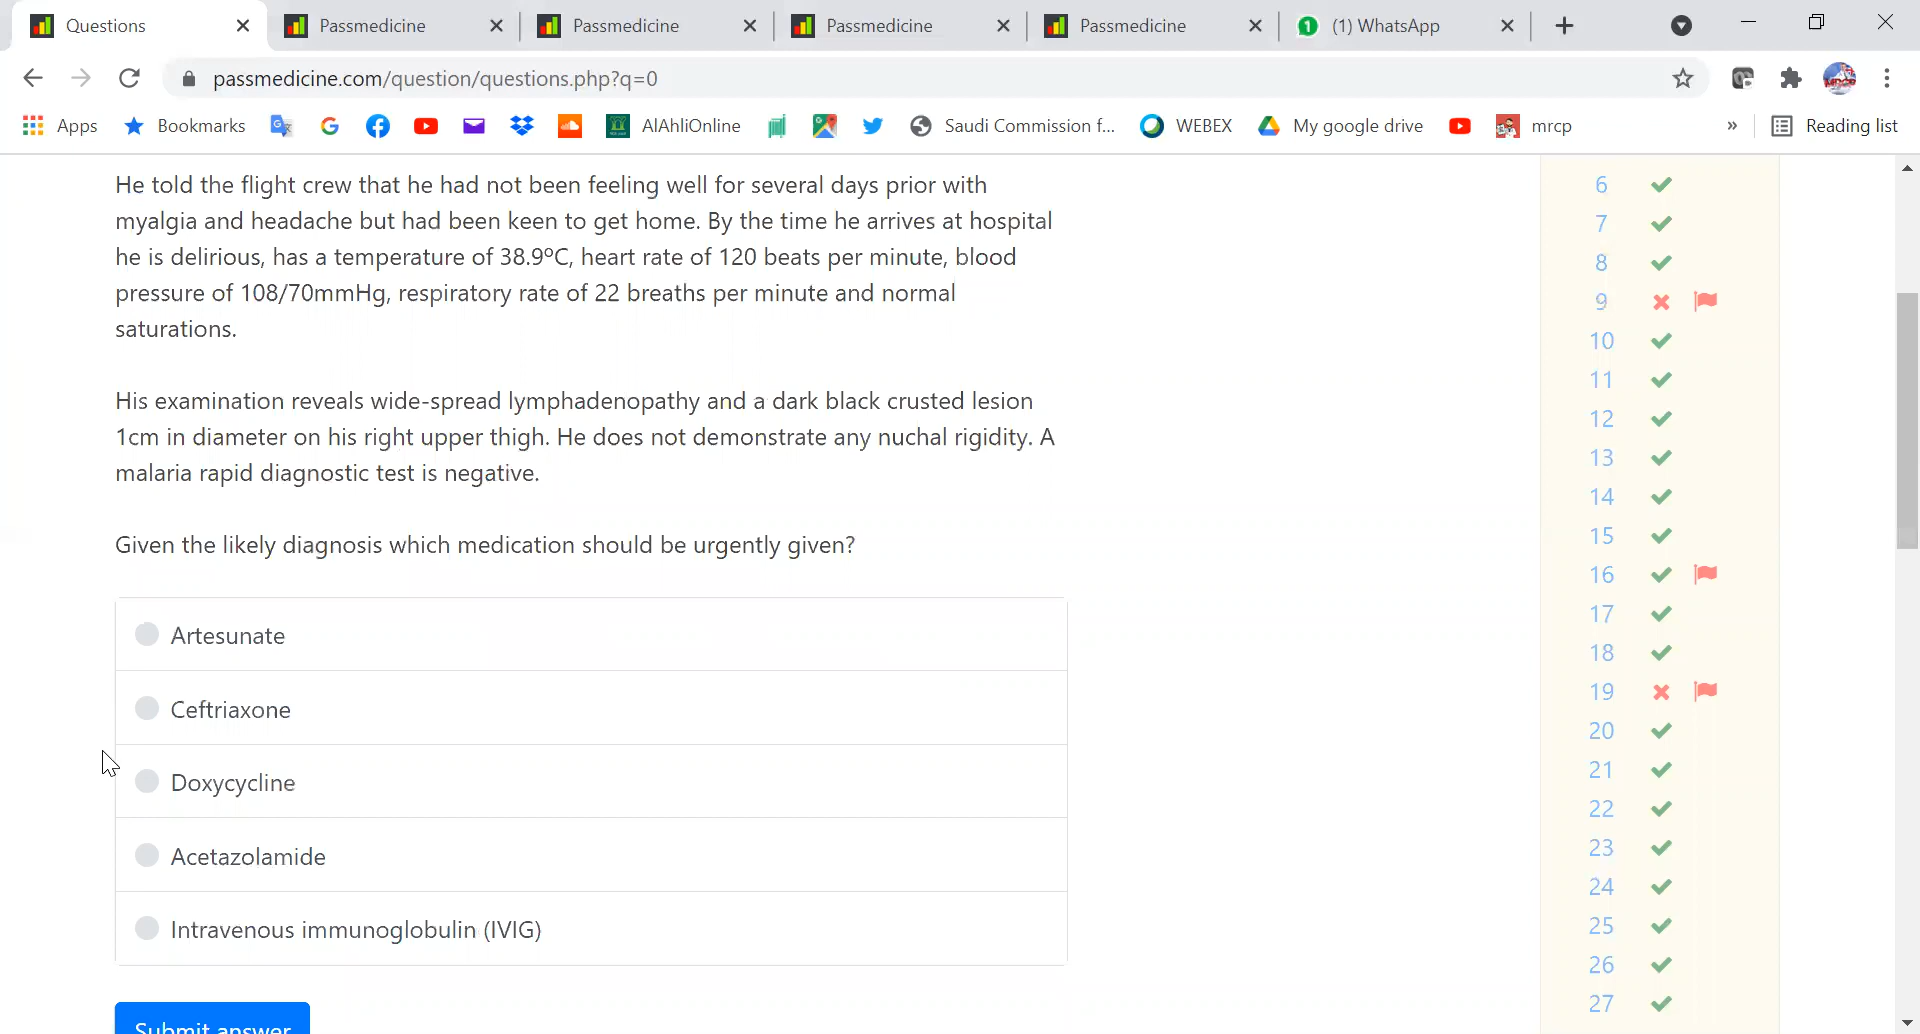 Questions
Passmedicine
Passmedicine
Passmedicine
Passmedicine
1 (1) WhatsApp
passmedicine.com/question/questions.php?q=0
Apps
Bookmarks
AlAhliOnline
Saudi Commission f...
WEBEX
My google drive
mrcp
»
Reading list
He told the flight crew that he had not been feeling well for several days prior with
myalgia and headache but had been keen to get home. By the time he arrives at hospital
he is delirious, has a temperature of 38.9ºC, heart rate of 120 beats per minute, blood
pressure of 108/70mmHg, respiratory rate of 22 breaths per minute and normal
saturations.
His examination reveals wide-spread lymphadenopathy and a dark black crusted lesion
1cm in diameter on his right upper thigh. He does not demonstrate any nuchal rigidity. A
malaria rapid diagnostic test is negative.
Given the likely diagnosis which medication should be urgently given?
Artesunate
Ceftriaxone
Doxycycline
Acetazolamide
Intravenous immunoglobulin (IVIG)
Submit answer
6
7
8
9
10
11
12
13
14
15
16
17
18
19
20
21
22
23
24
25
26
27